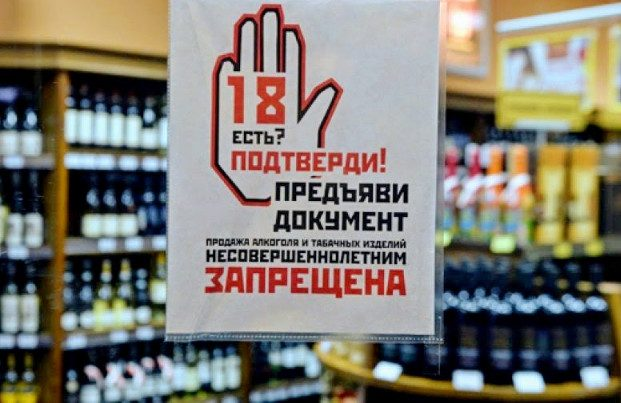 18
ЕСТЬ?
ПОДТВЕРДИ!
ПРЕДЪЯВИ
ДОКУМЕНТ
ПРОДАЖА АЛКОГОЛЯ И ТАБАЧНЫХ ИЗДЕЛИЙ
НЕСОВЕРШЕННОЛЕТНИМ
ЗАПРЕЩЕНА